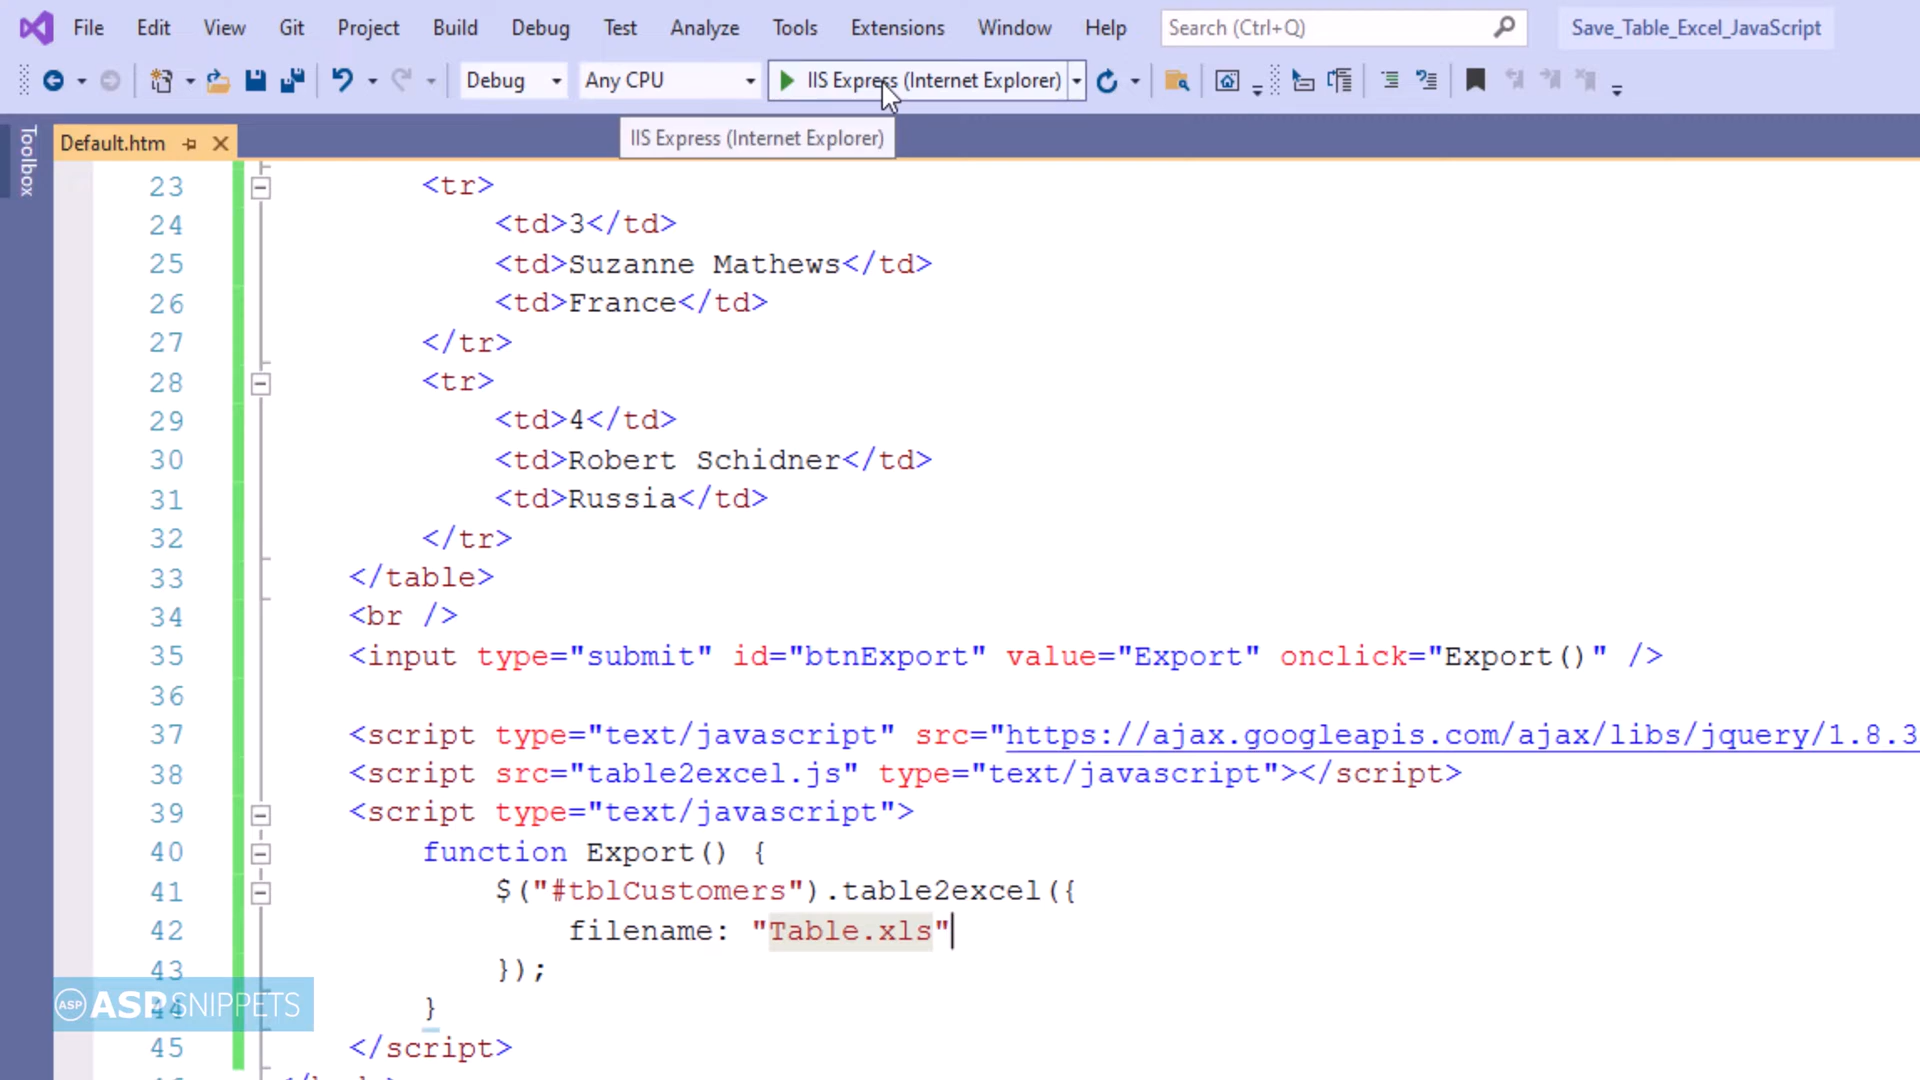 File Edit View Git Project Build Debug Test Analyze Tools Extensions Window Help Search (Ctrl+Q) Save_Table_Excel_JavaScript
Debug Any CPU IIS Express (Internet Explorer)
Toolbox
Default.htm
IIS Express (Internet Explorer)
23 <tr>
24 <td>3</td>
25 <td>Suzanne Mathews</td>
26 <td>France</td>
27 </tr>
28 <tr>
29 <td>4</td>
30 <td>Robert Schidner</td>
31 <td>Russia</td>
32 </tr>
33 </table>
34 <br />
35 <input type="submit" id="btnExport" value="Export" onclick="Export()" />
36
37 <script type="text/javascript" src="https://ajax.googleapis.com/ajax/libs/jquery/1.8.3
38 <script src="table2excel.js" type="text/javascript"></script>
39 <script type="text/javascript">
40 function Export() {
41 $("#tblCustomers").table2excel({
42 filename: "Table.xls"
43 });
44 }
45 </script>
ASP ASPSNIPPETS